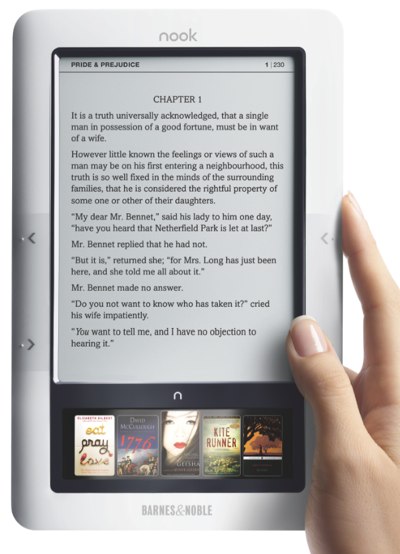 nook
PRIDE & PREJUDICE 1 | 230
CHAPTER 1
It is a truth universally acknowledged, that a single
man in possession of a good fortune, must be in want
of a wife.
However little known the feelings or views of such a
man may be on his first entering a neighbourhood, this
truth is so well fixed in the minds of the surrounding
families, that he is considered the rightful property of
some one or other of their daughters.
“My dear Mr. Bennet,” said his lady to him one day,
“have you heard that Netherfield Park is let at last?”
Mr. Bennet replied that he had not.
“But it is,” returned she; “for Mrs. Long has just been
here, and she told me all about it.”
Mr. Bennet made no answer.
“Do you not want to know who has taken it?” cried
his wife impatiently.
“You want to tell me, and I have no objection to
hearing it.”
n
ELIZABETH GILBERT
eat
pray
love
DAVID
McCULLOUGH
1776
GEISHA
KITE
RUNNER
BARNES&NOBLE